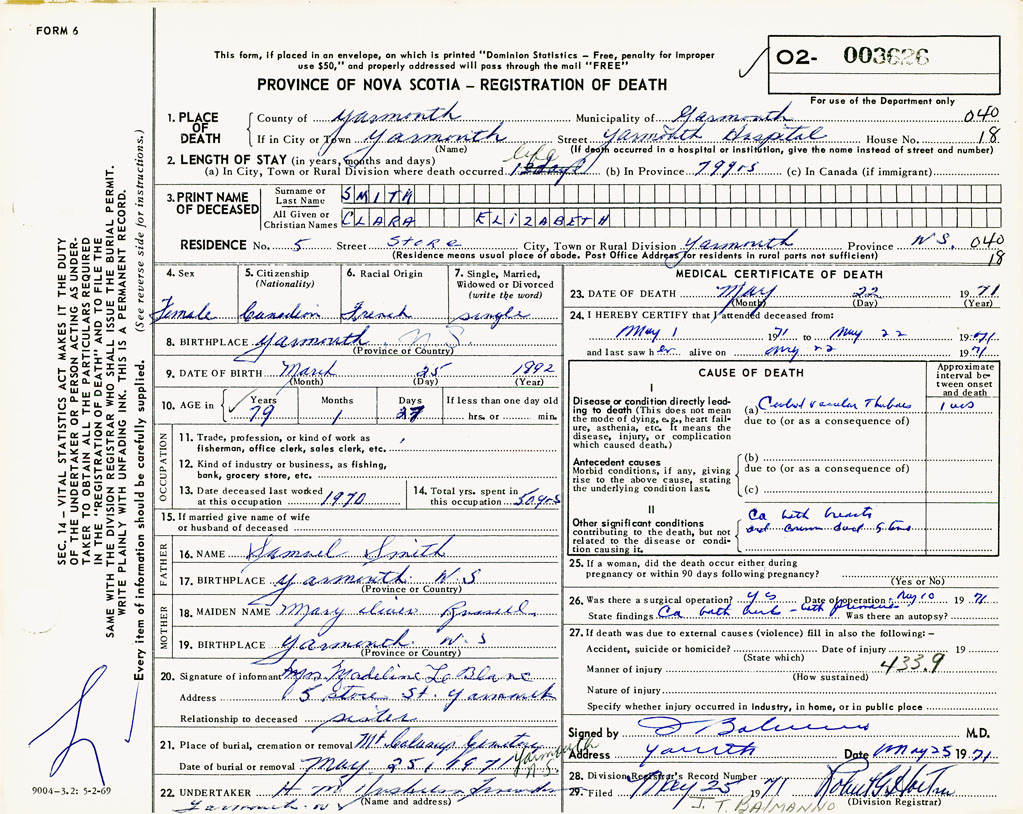 FORM 6
This form, if placed in an envelope, on which is printed "Dominion Statistics – Free, penalty for improper
use $50," and properly addressed will pass through the mail "FREE"
PROVINCE OF NOVA SCOTIA – REGISTRATION OF DEATH
02- 003626
For use of the Department only
SEC. 14 – VITAL STATISTICS ACT MAKES IT THE DUTY
OF THE UNDERTAKER OR PERSON ACTING AS UNDER-
TAKER TO OBTAIN ALL THE PARTICULARS REQUIRED
IN THE "REGISTRATION OF DEATH" AND TO FILE THE
SAME WITH THE DIVISION REGISTRAR WHO SHALL ISSUE THE BURIAL PERMIT.
WRITE PLAINLY WITH UNFADING INK. THIS IS A PERMANENT RECORD.
Every item of information should be carefully supplied. (See reverse side for instructions.)
1. PLACE OF DEATH County of Yarmouth Municipality of Yarmouth 040
If in City or Town Yarmouth Street Yarmouth Hospital House No. 18
(Name) (If death occurred in a hospital or institution, give the name instead of street and number)
2. LENGTH OF STAY (in years, months and days)
(a) In City, Town or Rural Division where death occurred life (b) In Province 79yrs (c) In Canada (if immigrant)
3. PRINT NAME OF DECEASED Surname or Last Name SMITH
All Given or Christian Names CLARA ELIZABETH
RESIDENCE No. 5 Street Store City, Town or Rural Division Yarmouth Province N.S. 040
(Residence means usual place of abode. Post Office Address for residents in rural parts not sufficient) 18
4. Sex 5. Citizenship (Nationality) 6. Racial Origin 7. Single, Married, Widowed or Divorced (write the word)
Female Canadian French single
8. BIRTHPLACE Yarmouth N S.
(Province or Country)
9. DATE OF BIRTH March 25 1892
(Month) (Day) (Year)
10. AGE in Years Months Days If less than one day old
79 1 27 hrs. or min.
OCCUPATION
11. Trade, profession, or kind of work as
fisherman, office clerk, sales clerk, etc.
12. Kind of industry or business, as fishing,
bank, grocery store, etc.
13. Date deceased last worked at this occupation 1970 14. Total yrs. spent in this occupation 50 yrs
15. If married give name of wife
or husband of deceased
FATHER
16. NAME Samuel Smith
17. BIRTHPLACE Yarmouth N.S
(Province or Country)
MOTHER
18. MAIDEN NAME Mary
19. BIRTHPLACE Yarmouth N.S
(Province or Country)
20. Signature of informant Mrs. Madeline Le Blanc
Address 5 Store St. Yarmouth
Relationship to deceased sister
21. Place of burial, cremation or removal Mt Calvary Cemetery Yarmouth N.S.
Date of burial or removal May 25, 1971
22. UNDERTAKER H. M.
(Name and address)
Yarmouth N.S
9004-3.2: 5-2-69
MEDICAL CERTIFICATE OF DEATH
23. DATE OF DEATH May 22 1971
(Month) (Day) (Year)
24. I HEREBY CERTIFY that I attended deceased from:
May 1 1971 to May 22 1971
and last saw her alive on May 22 1971
CAUSE OF DEATH
Approximate interval between onset and death
I
Disease or condition directly lead-
ing to death (This does not mean
the mode of dying, e.g., heart fail-
ure, asthenia, etc. It means the
disease, injury, or complication
which caused death.)
(a)
due to (or as a consequence of)
Antecedent causes
Morbid conditions, if any, giving
rise to the above cause, stating
the underlying condition last.
(b)
due to (or as a consequence of)
(c)
II
Other significant conditions
contributing to the death, but not
related to the disease or condi-
tion causing it.
Ca both breasts
25. If a woman, did the death occur either during
pregnancy or within 90 days following pregnancy?
(Yes or No)
26. Was there a surgical operation? yes Date of operation May 10 1971
State findings Ca both Was there an autopsy?
27. If death was due to external causes (violence) fill in also the following: –
Accident, suicide or homicide? Date of injury 19
(State which)
Manner of injury 433.9
(How sustained)
Nature of injury
Specify whether injury occurred in industry, in home, or in public place
Signed by M.D.
Address Yarmouth Date May 25 1971
28. Division Registrar's Record Number
29. Filed May 25 1971
(Division Registrar)
J. T. BALMANNO